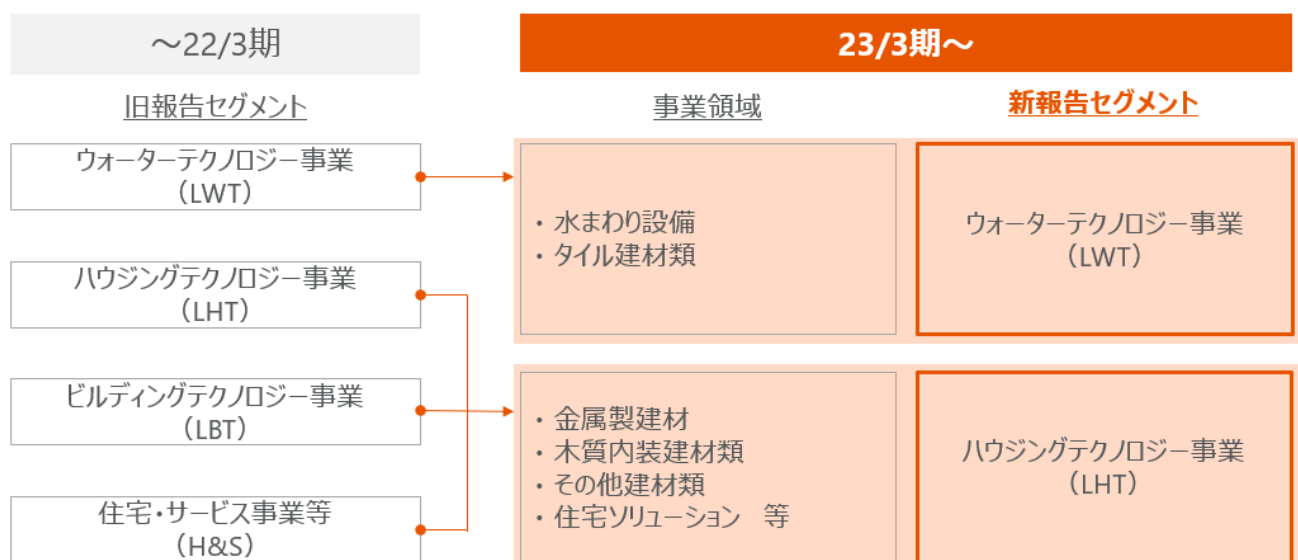 ～22/3期
23/3期～
旧報告セグメント
事業領域
新報告セグメント
ウォーターテクノロジー事業
（LWT）
・ 水まわり設備
・ タイル建材類
ウォーターテクノロジー事業
（LWT）
ハウジングテクノロジー事業
（LHT）
ビルディングテクノロジー事業
（LBT）
住宅・サービス事業等
（H&S）
・ 金属製建材
・ 木質内装建材類
・ その他建材類
・ 住宅ソリューション　等
ハウジングテクノロジー事業
（LHT）